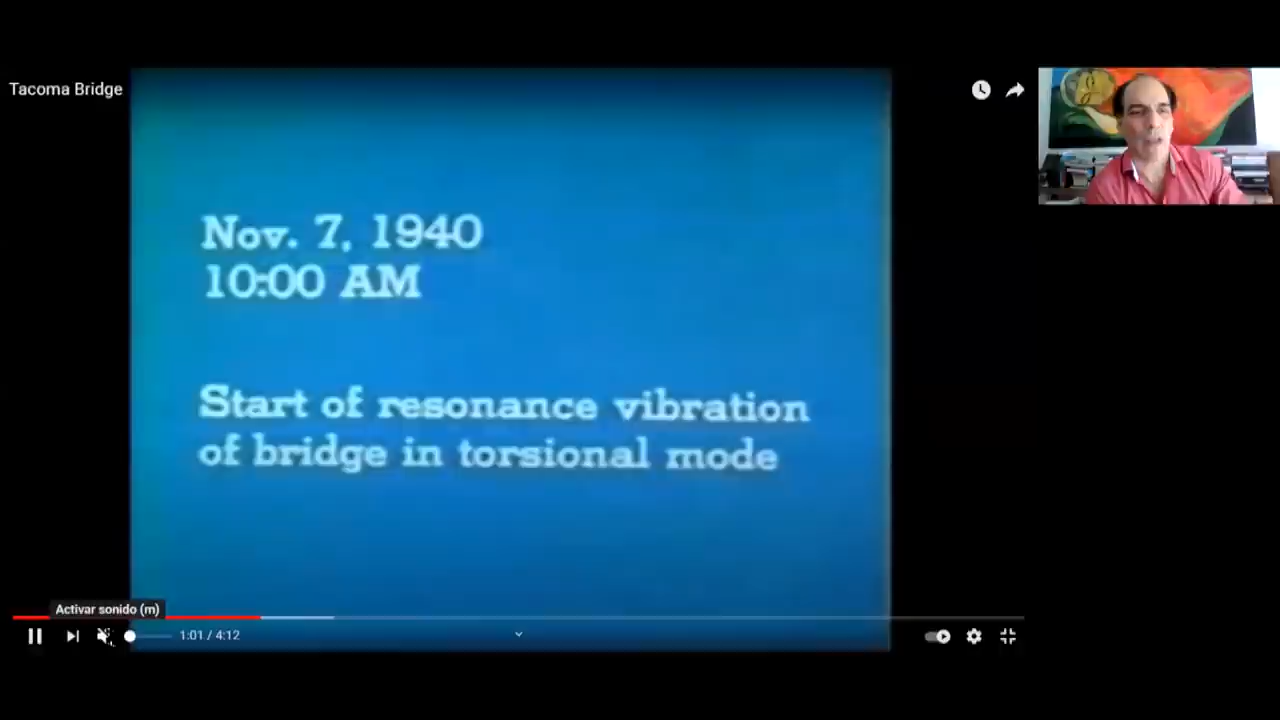 Tacoma Bridge
Nov. 7, 1940
10:00 AM
Start of resonance vibration
of bridge in torsional mode
Activar sonido (m)
1:01 / 4:12